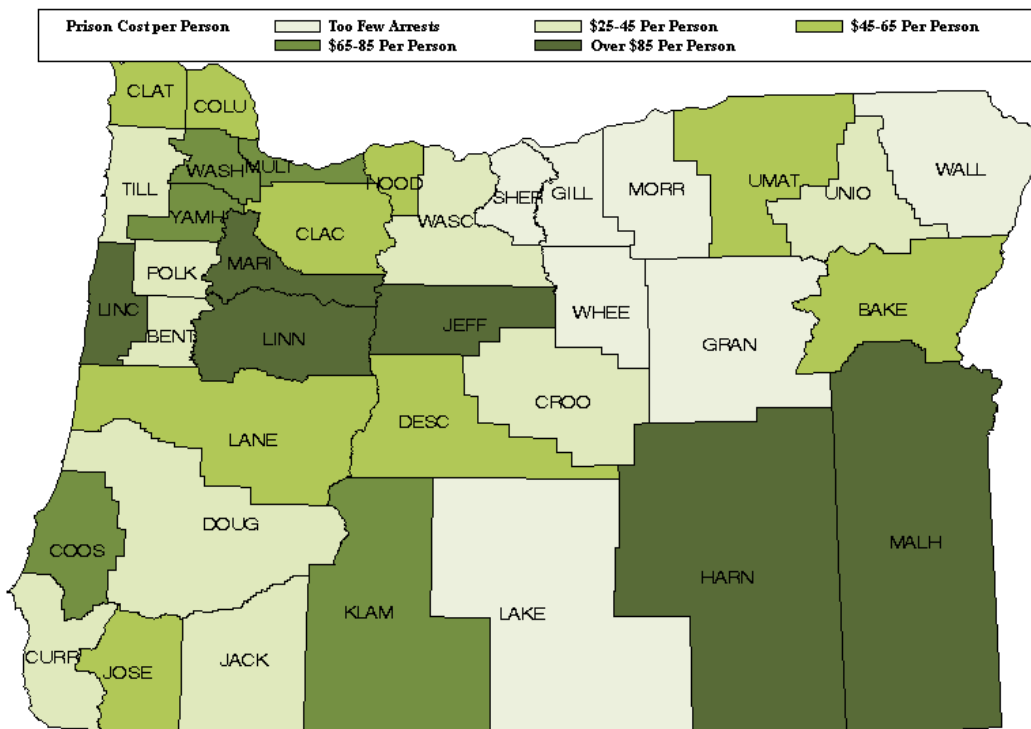 Prison Cost per Person Too Few Arrests $25-45 Per Person $45-65 Per Person
$65-85 Per Person Over $85 Per Person
CLAT
COLU
WASH
MULT
TILL
HOOD
YAMH
CLAC
WASC
SHER
GILL
MORR
UMAT
UNIO
WALL
POLK
MARI
LINC
BENT
LINN
JEFF
WHEE
GRAN
BAKE
LANE
DESC
CROO
DOUG
COOS
KLAM
LAKE
HARN
MALH
CURR
JOSE
JACK